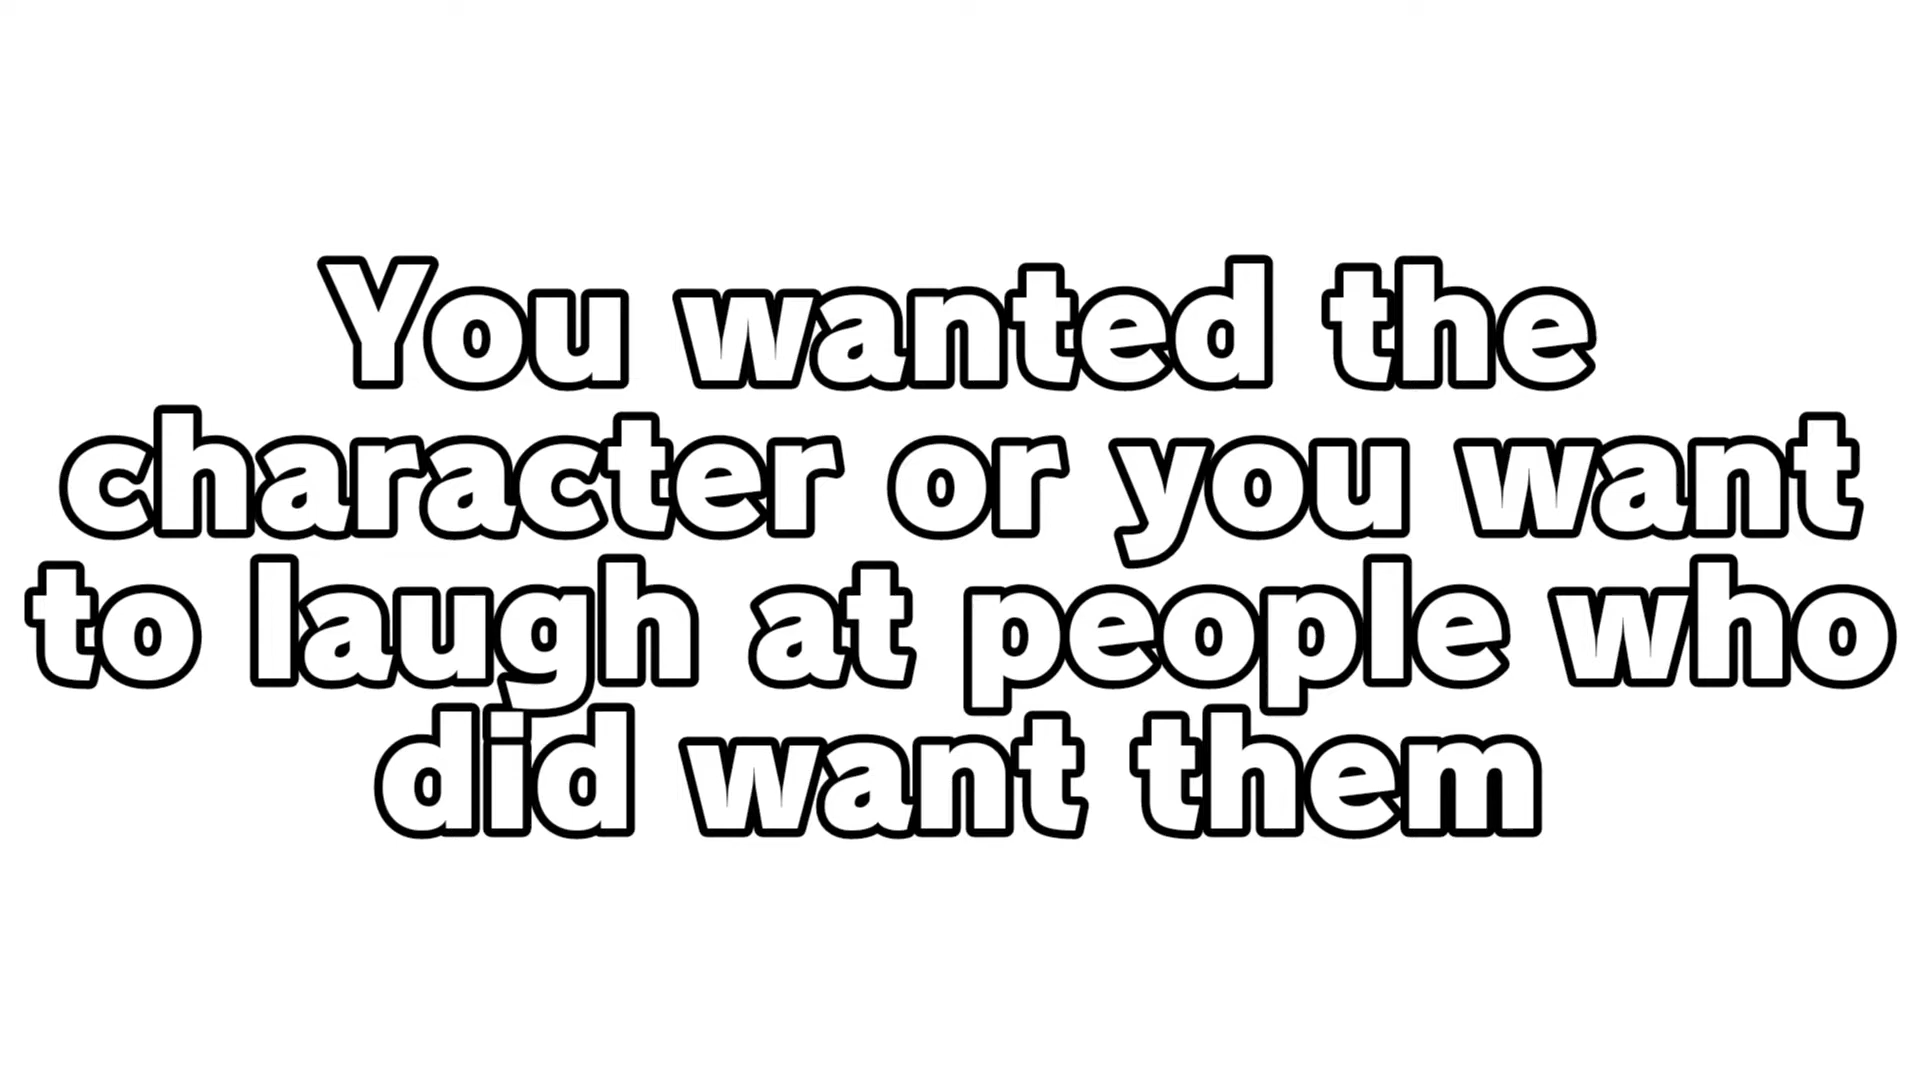 You wanted the
character or you want
to laugh at people who
did want them